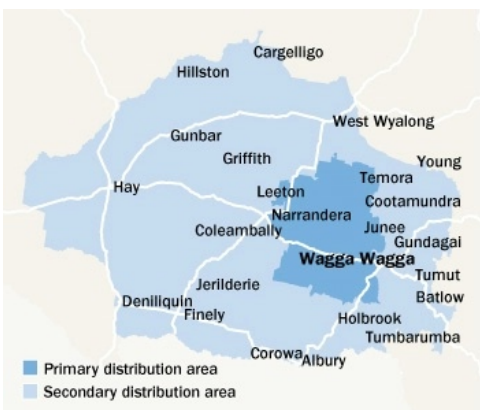 Cargelligo
Hillston
West Wyalong
Gunbar
Griffith
Young
Temora
Hay
Leeton
Cootamundra
Narrandera
Coleambally
Junee
Gundagai
Wagga Wagga
Tumut
Jerilderie
Batlow
Deniliquin
Finely
Holbrook
Tumbarumba
Corowa
Albury
Primary distribution area
Secondary distribution area